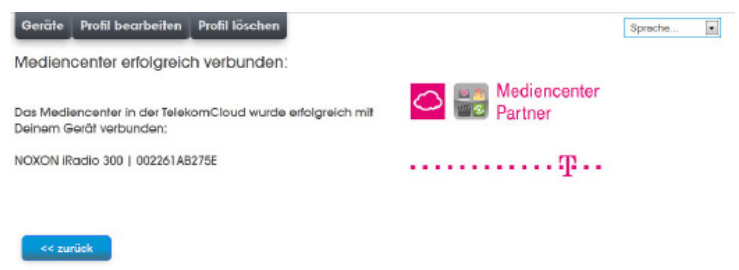 Geräte Profil bearbeiten Profil löschen
Sprache...
Mediencenter erfolgreich verbunden:
Mediencenter
Partner
Das Mediencenter in der TelekomCloud wurde erfolgreich mit
Deinem Gerät verbunden:
NOXON iRadio 300 | 002261AB275E
T
<< zurück